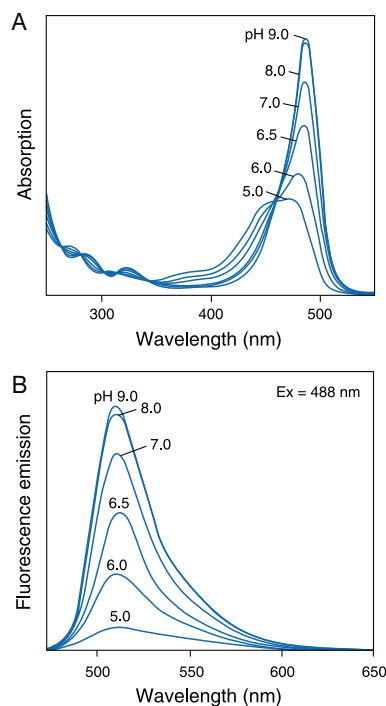 A
pH 9.0
8.0
7.0
6.5
6.0
5.0
Absorption
300 400 500
Wavelength (nm)
B
Ex = 488 nm
pH 9.0
8.0
7.0
6.5
6.0
5.0
Fluorescence emission
500 550 600 650
Wavelength (nm)